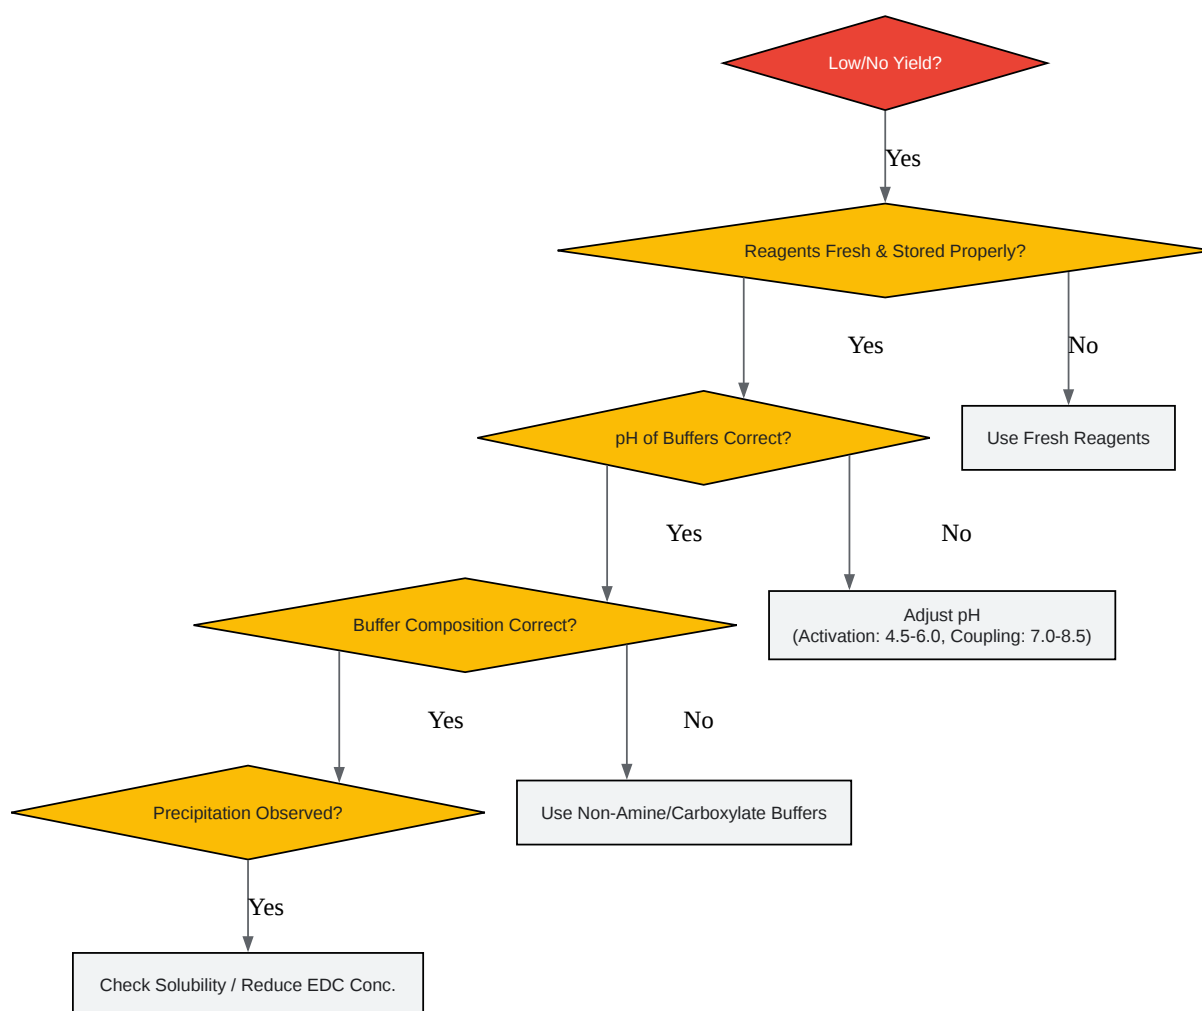 Low/No Yield?
Yes
Reagents Fresh & Stored Properly?
Yes
No
pH of Buffers Correct?
Use Fresh Reagents
Yes
No
Buffer Composition Correct?
Adjust pH
(Activation: 4.5-6.0, Coupling: 7.0-8.5)
Yes
No
Precipitation Observed?
Use Non-Amine/Carboxylate Buffers
Yes
Check Solubility / Reduce EDC Conc.